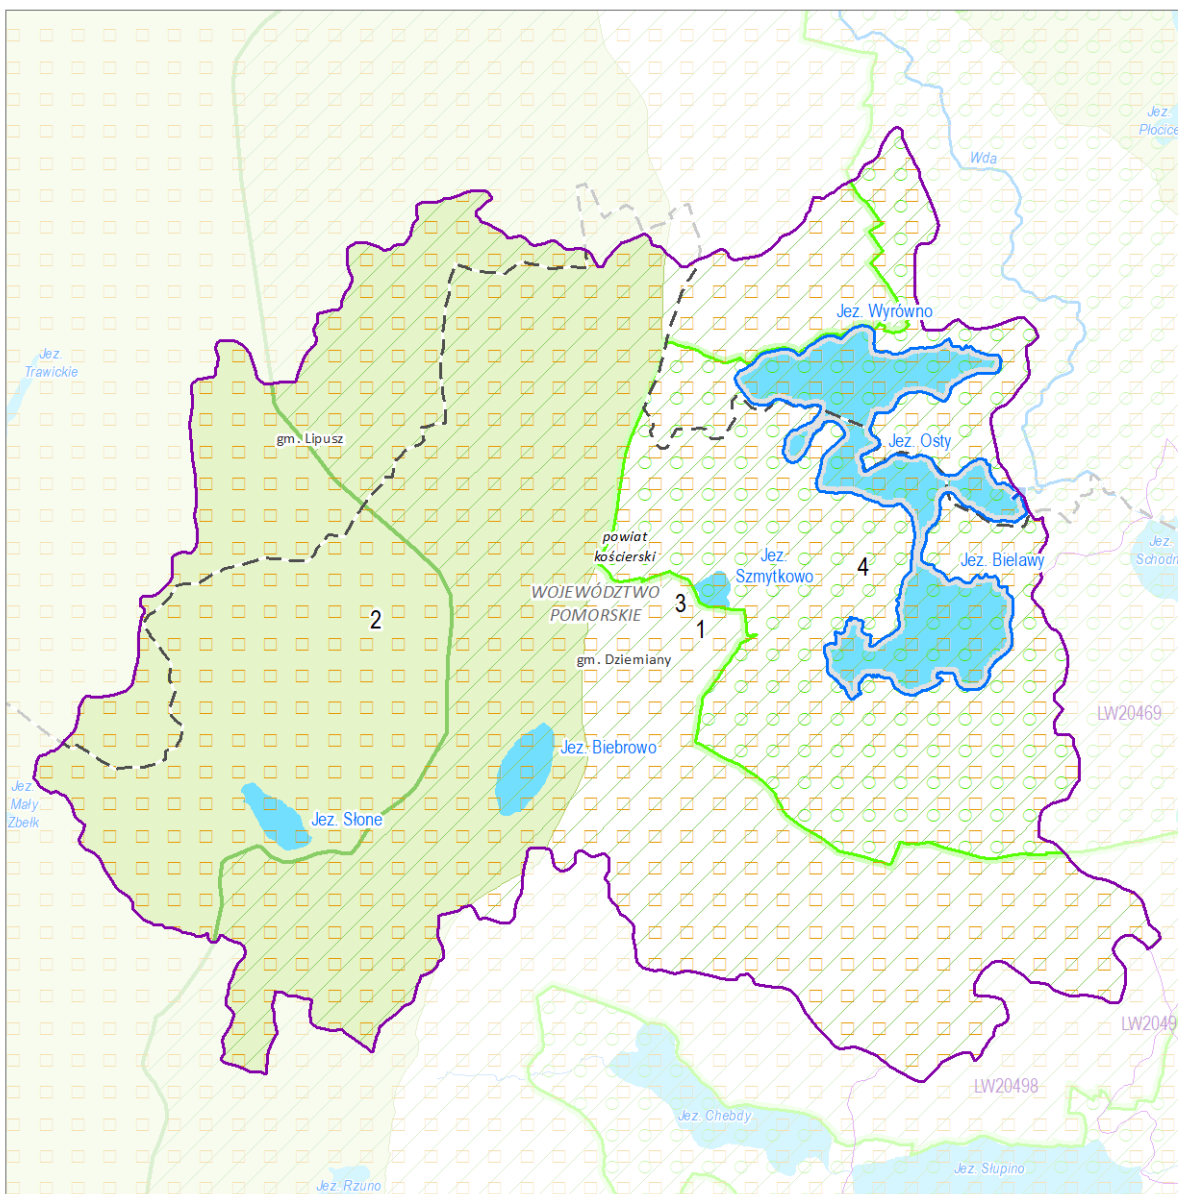 Jez.
Płocice
Wda
Jez. Wyrówno
Jez.
Trawickie
gm. Lipusz
Jez. Osty
powiat
kościerski
Jez.
Szmytkowo
4
Jez. Bielawy
Jez.
Schodn
WOJEWÓDZTWO
POMORSKIE
3
2
1
gm. Dziemiany
LW20469
Jez. Biebrowo
Jez.
Mały
Zbełk
Jez. Słone
LW2049
LW20498
Jez. Chebdy
Jez. Słupino
Jez. Rzuno